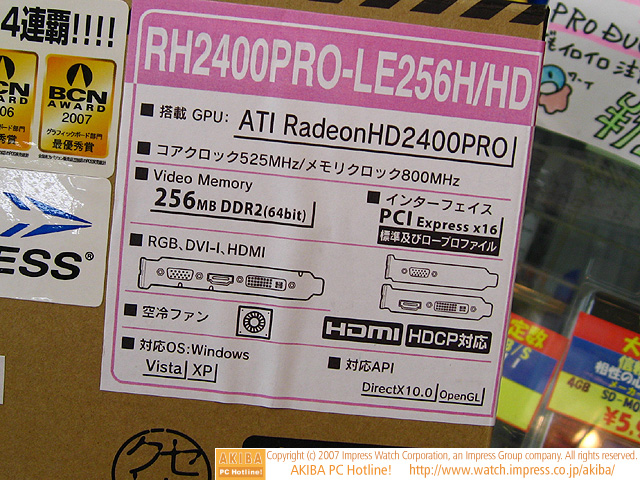 4連覇!!!!
BCN
AWARD
2007
グラフィックボード部門
最優秀賞
ESS®
RH2400PRO-LE256H/HD
■ 搭載 GPU: ATI RadeonHD2400PRO
■ コアクロック525MHz/メモリクロック800MHz
■ Video Memory
256MB DDR2(64bit)
■ インターフェイス
PCI Express x16
標準及びロープロファイル
■ RGB、DVI-I、HDMI
■ 空冷ファン
HDMI HDCP対応
■ 対応OS:Windows
Vista XP
■ 対応API
DirectX10.0 OpenGL
PRO DU
4GB
AKIBA
PC Hotline!
Copyright (c) 2007 Impress Watch Corporation, an Impress Group company. All rights reserved.
AKIBA PC Hotline! http://www.watch.impress.co.jp/akiba/